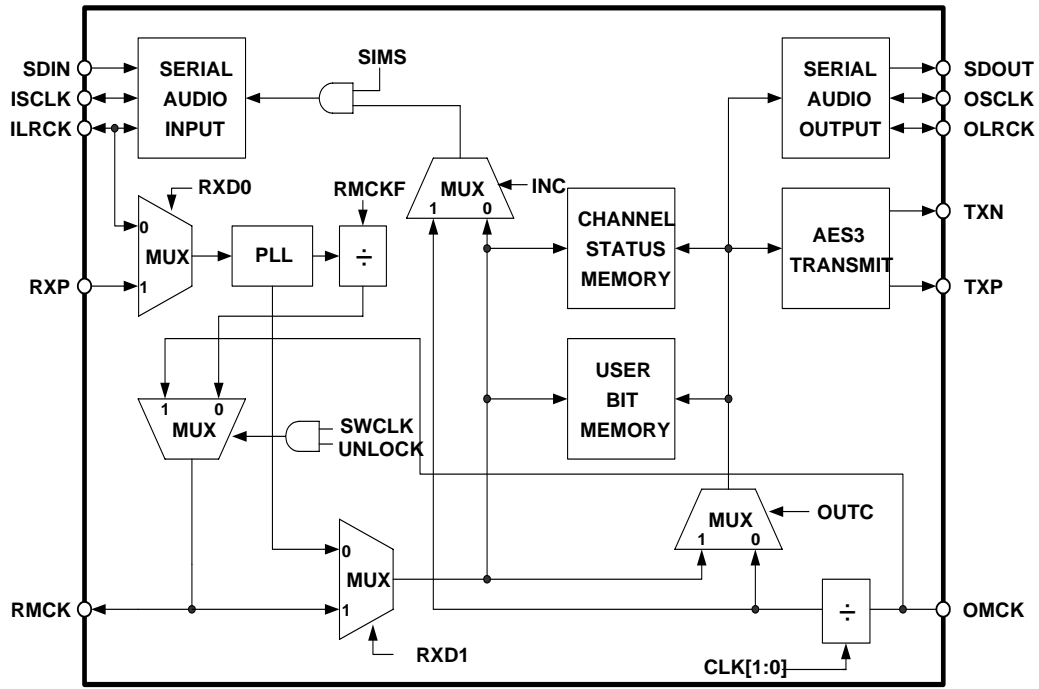 SIMS
SDIN
SERIAL
AUDIO
INPUT
ISCLK
ILRCK
SERIAL
AUDIO
OUTPUT
SDOUT
OSCLK
OLRCK
RXD0
RMCKF
MUX
1 0
INC
0
MUX
1
PLL
÷
RXP
CHANNEL
STATUS
MEMORY
AES3
TRANSMIT
TXN
TXP
1 0
MUX
SWCLK
UNLOCK
USER
BIT
MEMORY
MUX
1 0
OUTC
0
MUX
1
RMCK
RXD1
÷
OMCK
CLK[1:0]